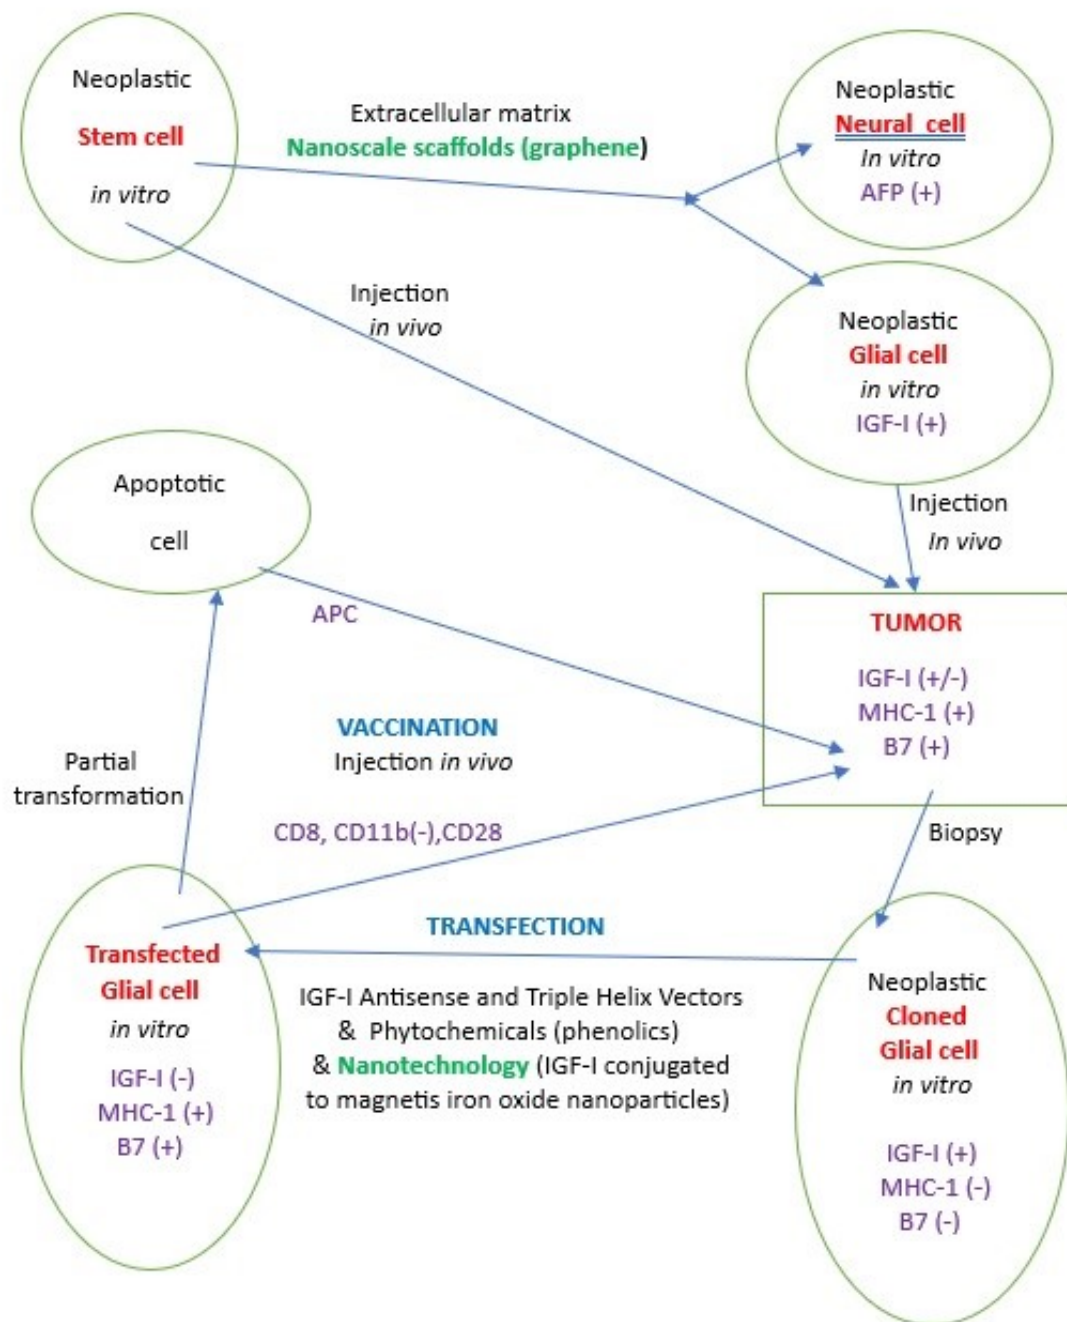 Neoplastic
Stem cell
in vitro
Extracellular matrix
Nanoscale scaffolds (graphene)
Neoplastic
Neural cell
In vitro
AFP (+)
Injection
in vivo
Neoplastic
Glial cell
in vitro
IGF-I (+)
Injection
In vivo
Apoptotic
cell
APC
TUMOR
IGF-I (+/-)
MHC-1 (+)
B7 (+)
Partial
transformation
VACCINATION
Injection in vivo
CD8, CD11b(-),CD28
Biopsy
TRANSFECTION
Transfected
Glial cell
in vitro
IGF-I (-)
MHC-1 (+)
B7 (+)
IGF-I Antisense and Triple Helix Vectors
& Phytochemicals (phenolics)
& Nanotechnology (IGF-I conjugated
to magnetis iron oxide nanoparticles)
Neoplastic
Cloned
Glial cell
in vitro
IGF-I (+)
MHC-1 (-)
B7 (-)